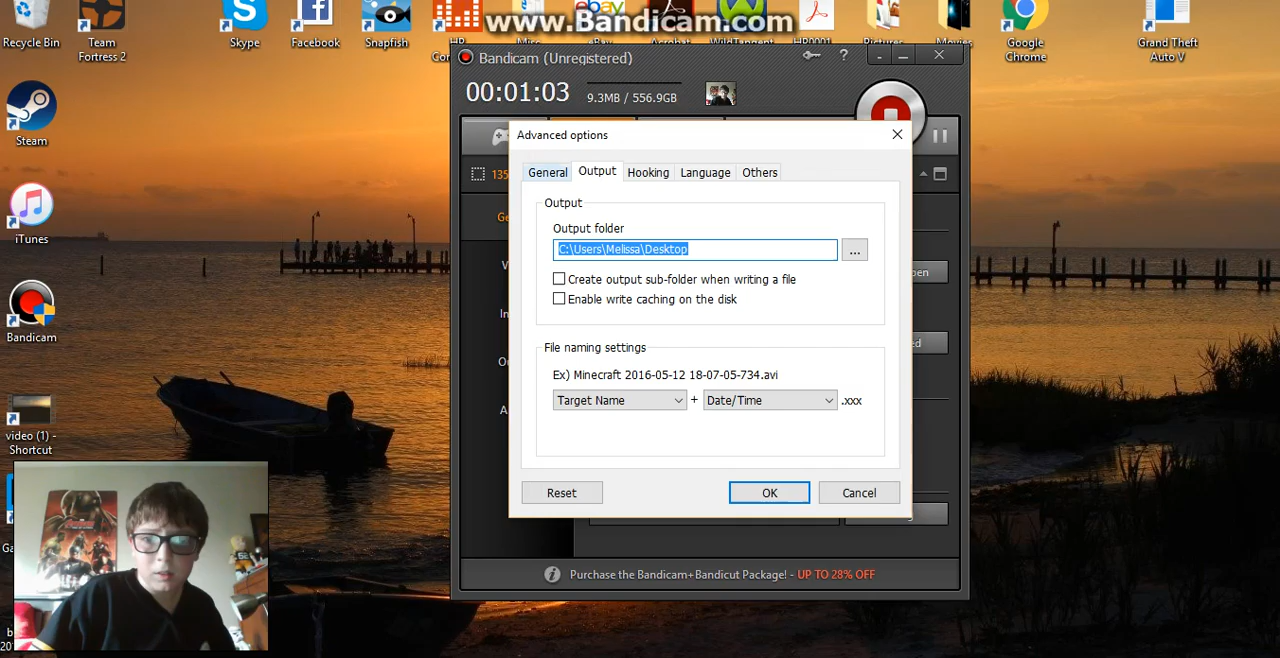 www.Bandicam.com
Recycle Bin
Team
Fortress 2
Skype
Facebook
Snapfish
ebay
Google
Chrome
Grand Theft
Auto V
Steam
iTunes
Bandicam
video (1) -
Shortcut
Bandicam (Unregistered)
?
00:01:03
9.3MB / 556.9GB
135
Advanced options
General
Output
Hooking
Language
Others
Output
Output folder
C:\Users\Melissa\Desktop
...
Create output sub-folder when writing a file
Enable write caching on the disk
File naming settings
Ex) Minecraft 2016-05-12 18-07-05-734.avi
Target Name + Date/Time .xxx
Reset
OK
Cancel
Purchase the Bandicam+Bandicut Package! - UP TO 28% OFF